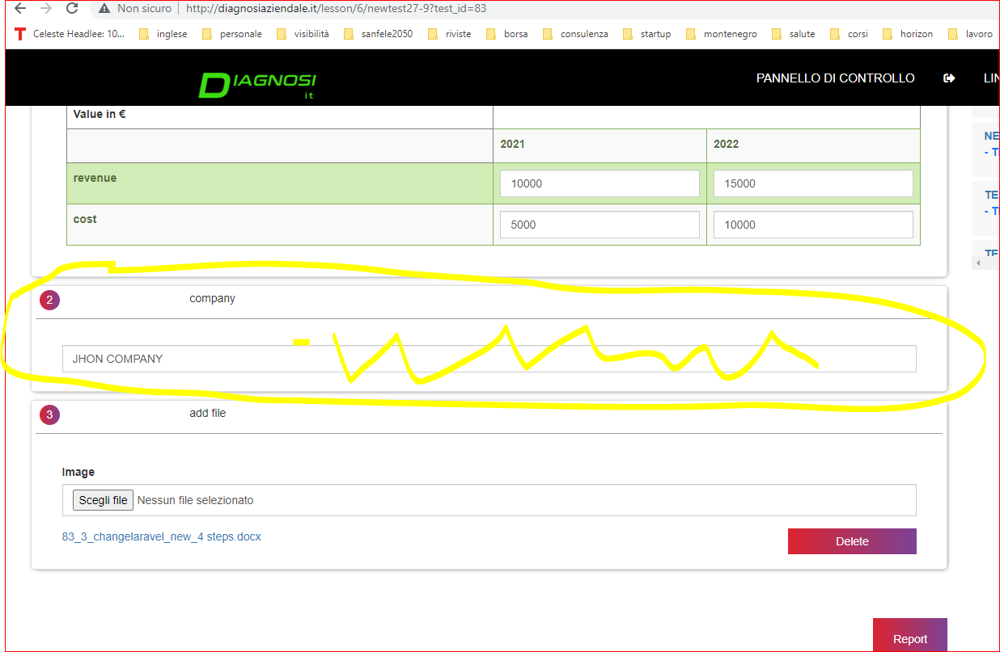 Non sicuro | http://diagnosiaziendale.it/lesson/6/newtest27-9?test_id=83
Celeste Headlee: 10... inglese personale visibilità sanfele2050 riviste borsa consulenza startup montenegro salute corsi horizon lavoro
DIAGNOSI it
PANNELLO DI CONTROLLO LIN
Value in €
2021 2022
revenue 10000 15000
cost 5000 10000
NE
- T
TE
- T
TE
2 company
JHON COMPANY
3 add file
Image
Scegli file Nessun file selezionato
83_3_changelaravel_new_4 steps.docx
Delete
Report